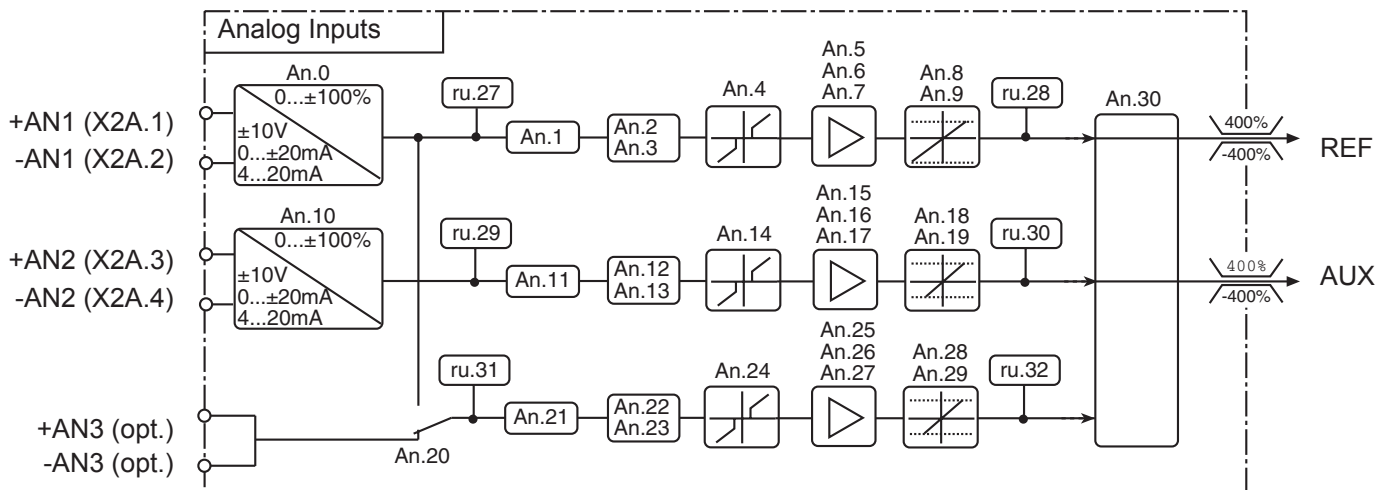 Analog Inputs
An.0
0...±100%
±10V
0...±20mA
4...20mA
+AN1 (X2A.1)
-AN1 (X2A.2)
ru.27
An.1
An.2
An.3
An.4
An.5
An.6
An.7
An.8
An.9
ru.28
An.30
400%
-400%
REF
An.10
0...±100%
±10V
0...±20mA
4...20mA
+AN2 (X2A.3)
-AN2 (X2A.4)
ru.29
An.11
An.12
An.13
An.14
An.15
An.16
An.17
An.18
An.19
ru.30
400%
-400%
AUX
+AN3 (opt.)
-AN3 (opt.)
An.20
ru.31
An.21
An.22
An.23
An.24
An.25
An.26
An.27
An.28
An.29
ru.32